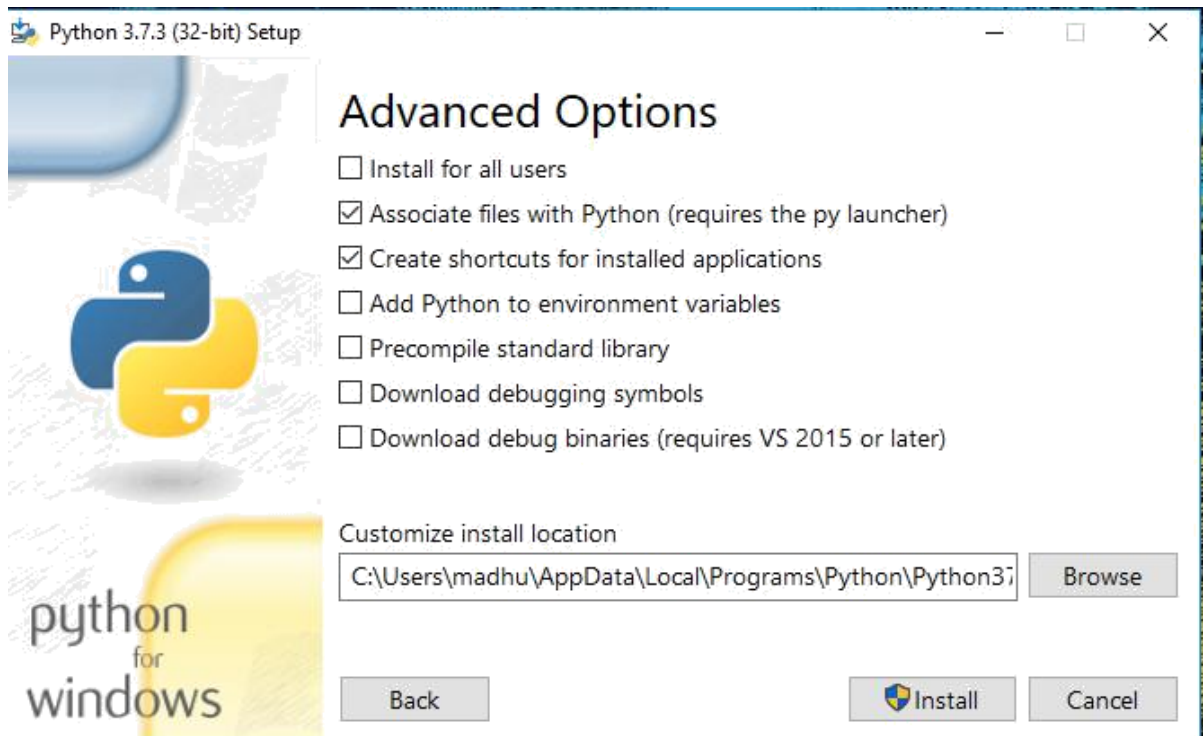 Python 3.7.3 (32-bit) Setup
Advanced Options
Install for all users
Associate files with Python (requires the py launcher)
Create shortcuts for installed applications
Add Python to environment variables
Precompile standard library
Download debugging symbols
Download debug binaries (requires VS 2015 or later)
Customize install location
C:\Users\madhu\AppData\Local\Programs\Python\Python37
Browse
python
for
windows
Back
Install
Cancel